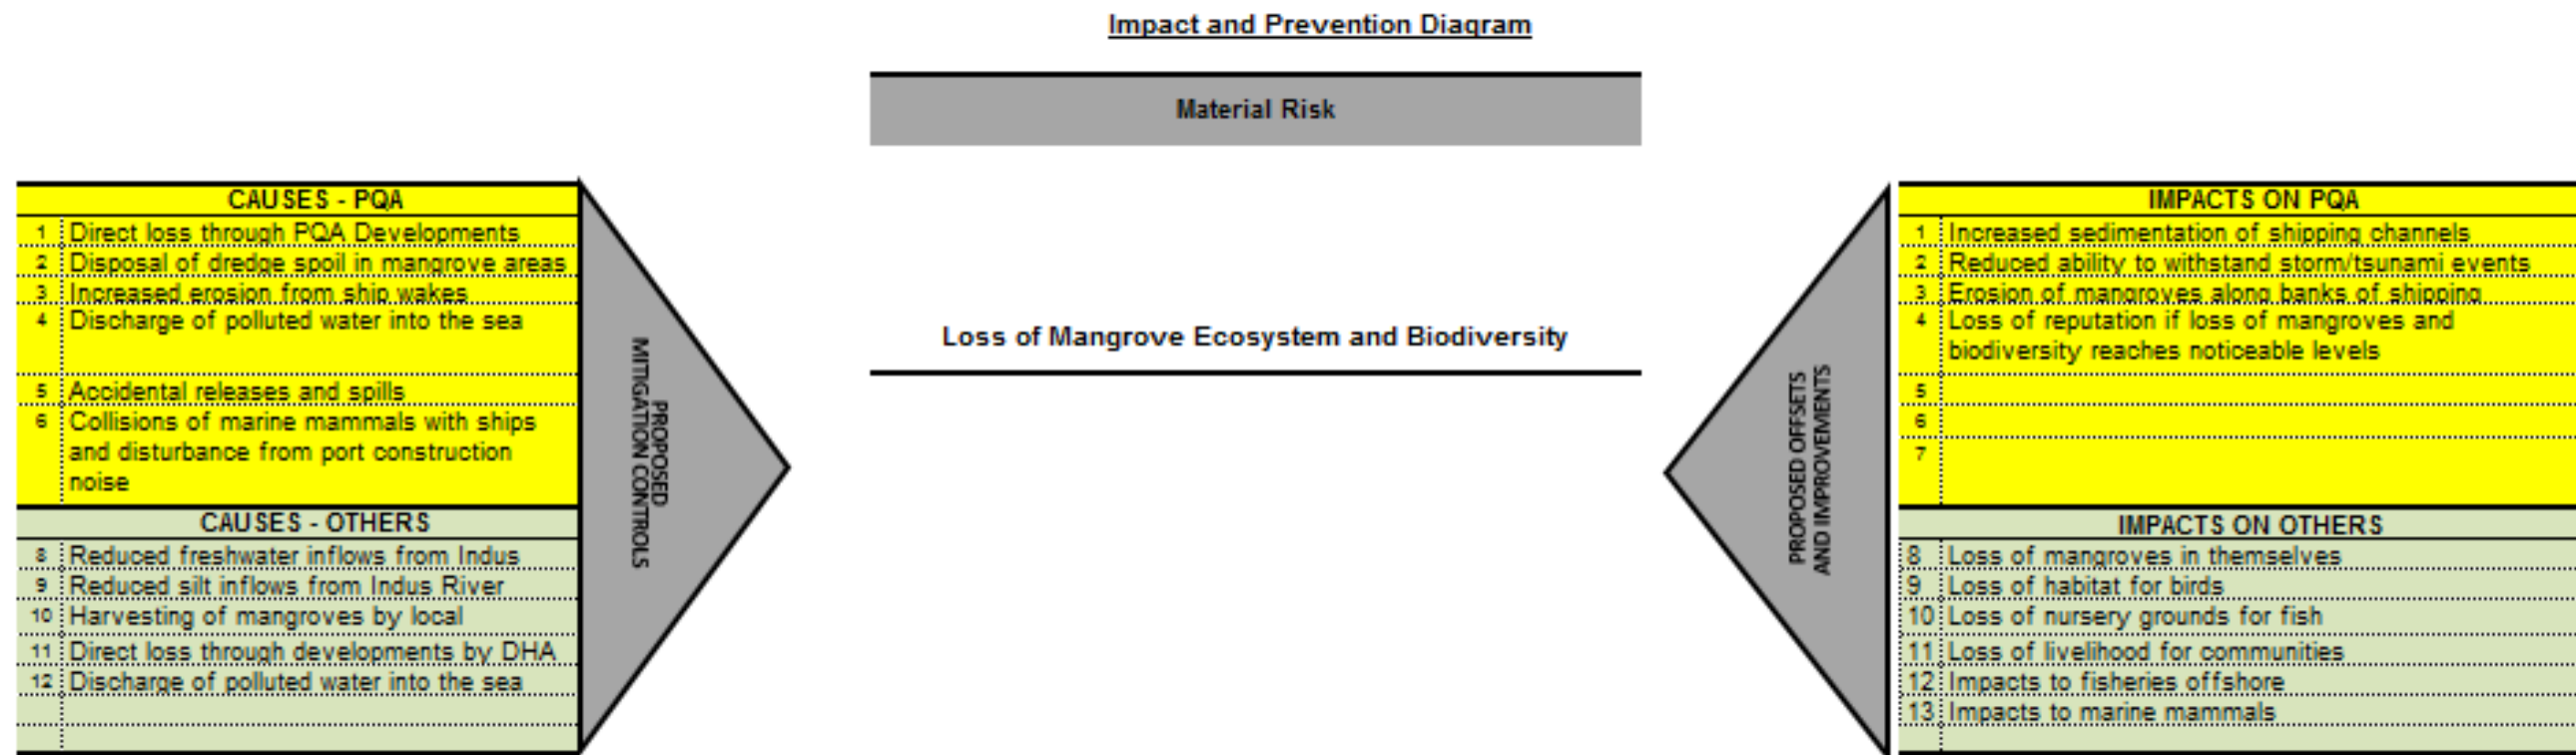 Impact and Prevention Diagram
Material Risk
CAUSES - PQA
1 Direct loss through PQA Developments
2 Disposal of dredge spoil in mangrove areas
3 Increased erosion from ship wakes
4 Discharge of polluted water into the sea
5 Accidental releases and spills
6 Collisions of marine mammals with ships
and disturbance from port construction
noise
CAUSES - OTHERS
8 Reduced freshwater inflows from Indus
9 Reduced silt inflows from Indus River
10 Harvesting of mangroves by local
11 Direct loss through developments by DHA
12 Discharge of polluted water into the sea
PROPOSED
MITIGATION CONTROLS
Loss of Mangrove Ecosystem and Biodiversity
PROPOSED OFFSETS
AND IMPROVEMENTS
IMPACTS ON PQA
1 Increased sedimentation of shipping channels
2 Reduced ability to withstand storm/tsunami events
3 Erosion of mangroves along banks of shipping
4 Loss of reputation if loss of mangroves and
biodiversity reaches noticeable levels
5
6
7
IMPACTS ON OTHERS
8 Loss of mangroves in themselves
9 Loss of habitat for birds
10 Loss of nursery grounds for fish
11 Loss of livelihood for communities
12 Impacts to fisheries offshore
13 Impacts to marine mammals